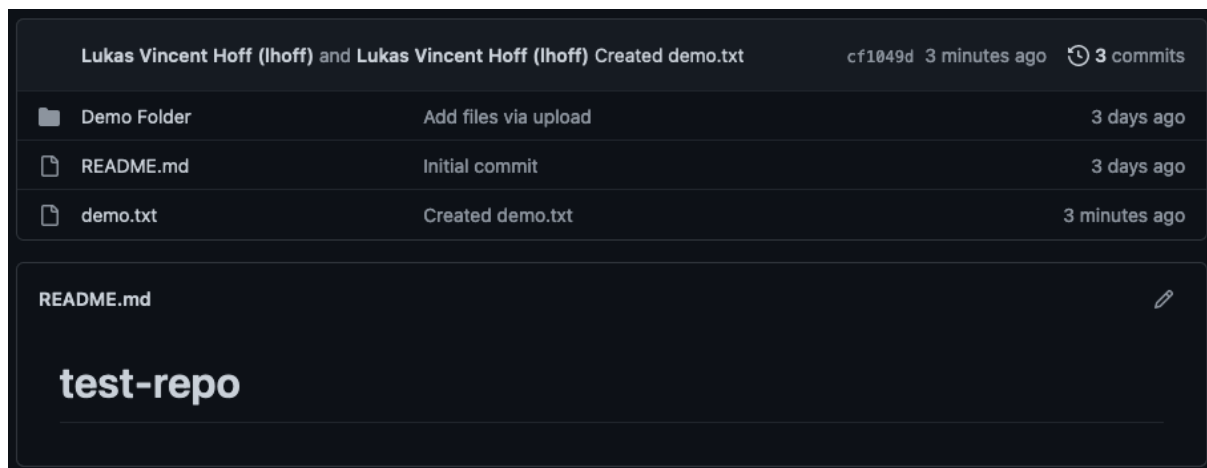 Lukas Vincent Hoff (lhoff) and Lukas Vincent Hoff (lhoff) Created demo.txt cf1049d 3 minutes ago 3 commits
Demo Folder Add files via upload 3 days ago
README.md Initial commit 3 days ago
demo.txt Created demo.txt 3 minutes ago
README.md
test-repo